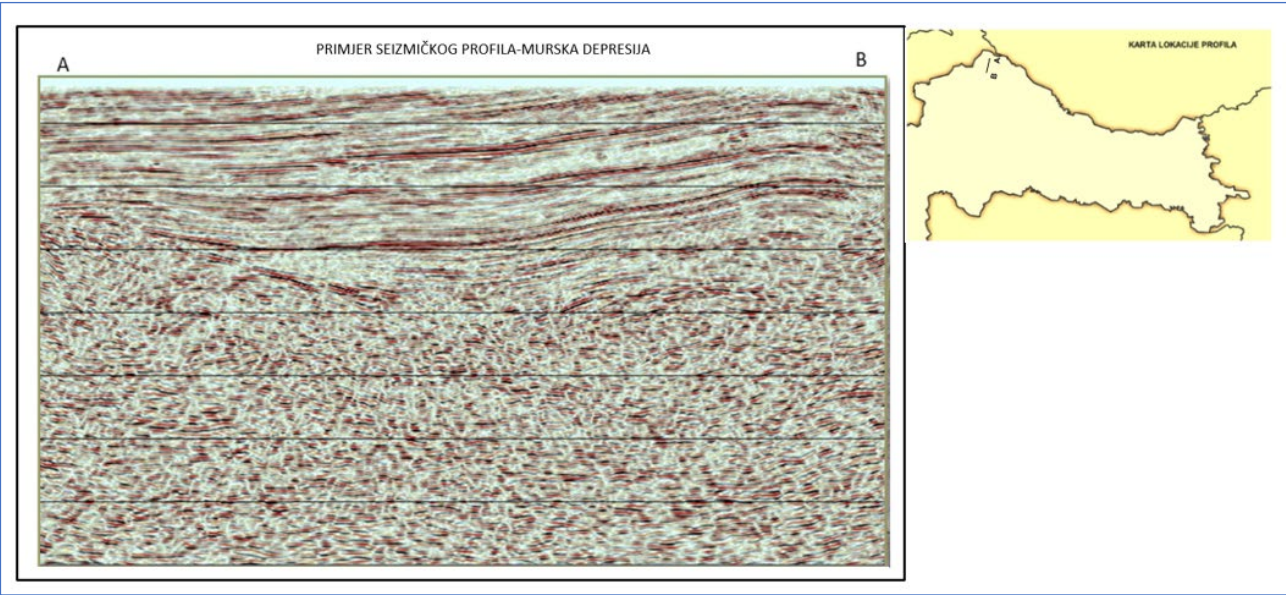 PRIMJER SEIZMIČKOG PROFILA-MURSKA DEPRESIJA
A
B
KARTA LOKACIJE PROFILA
A
B